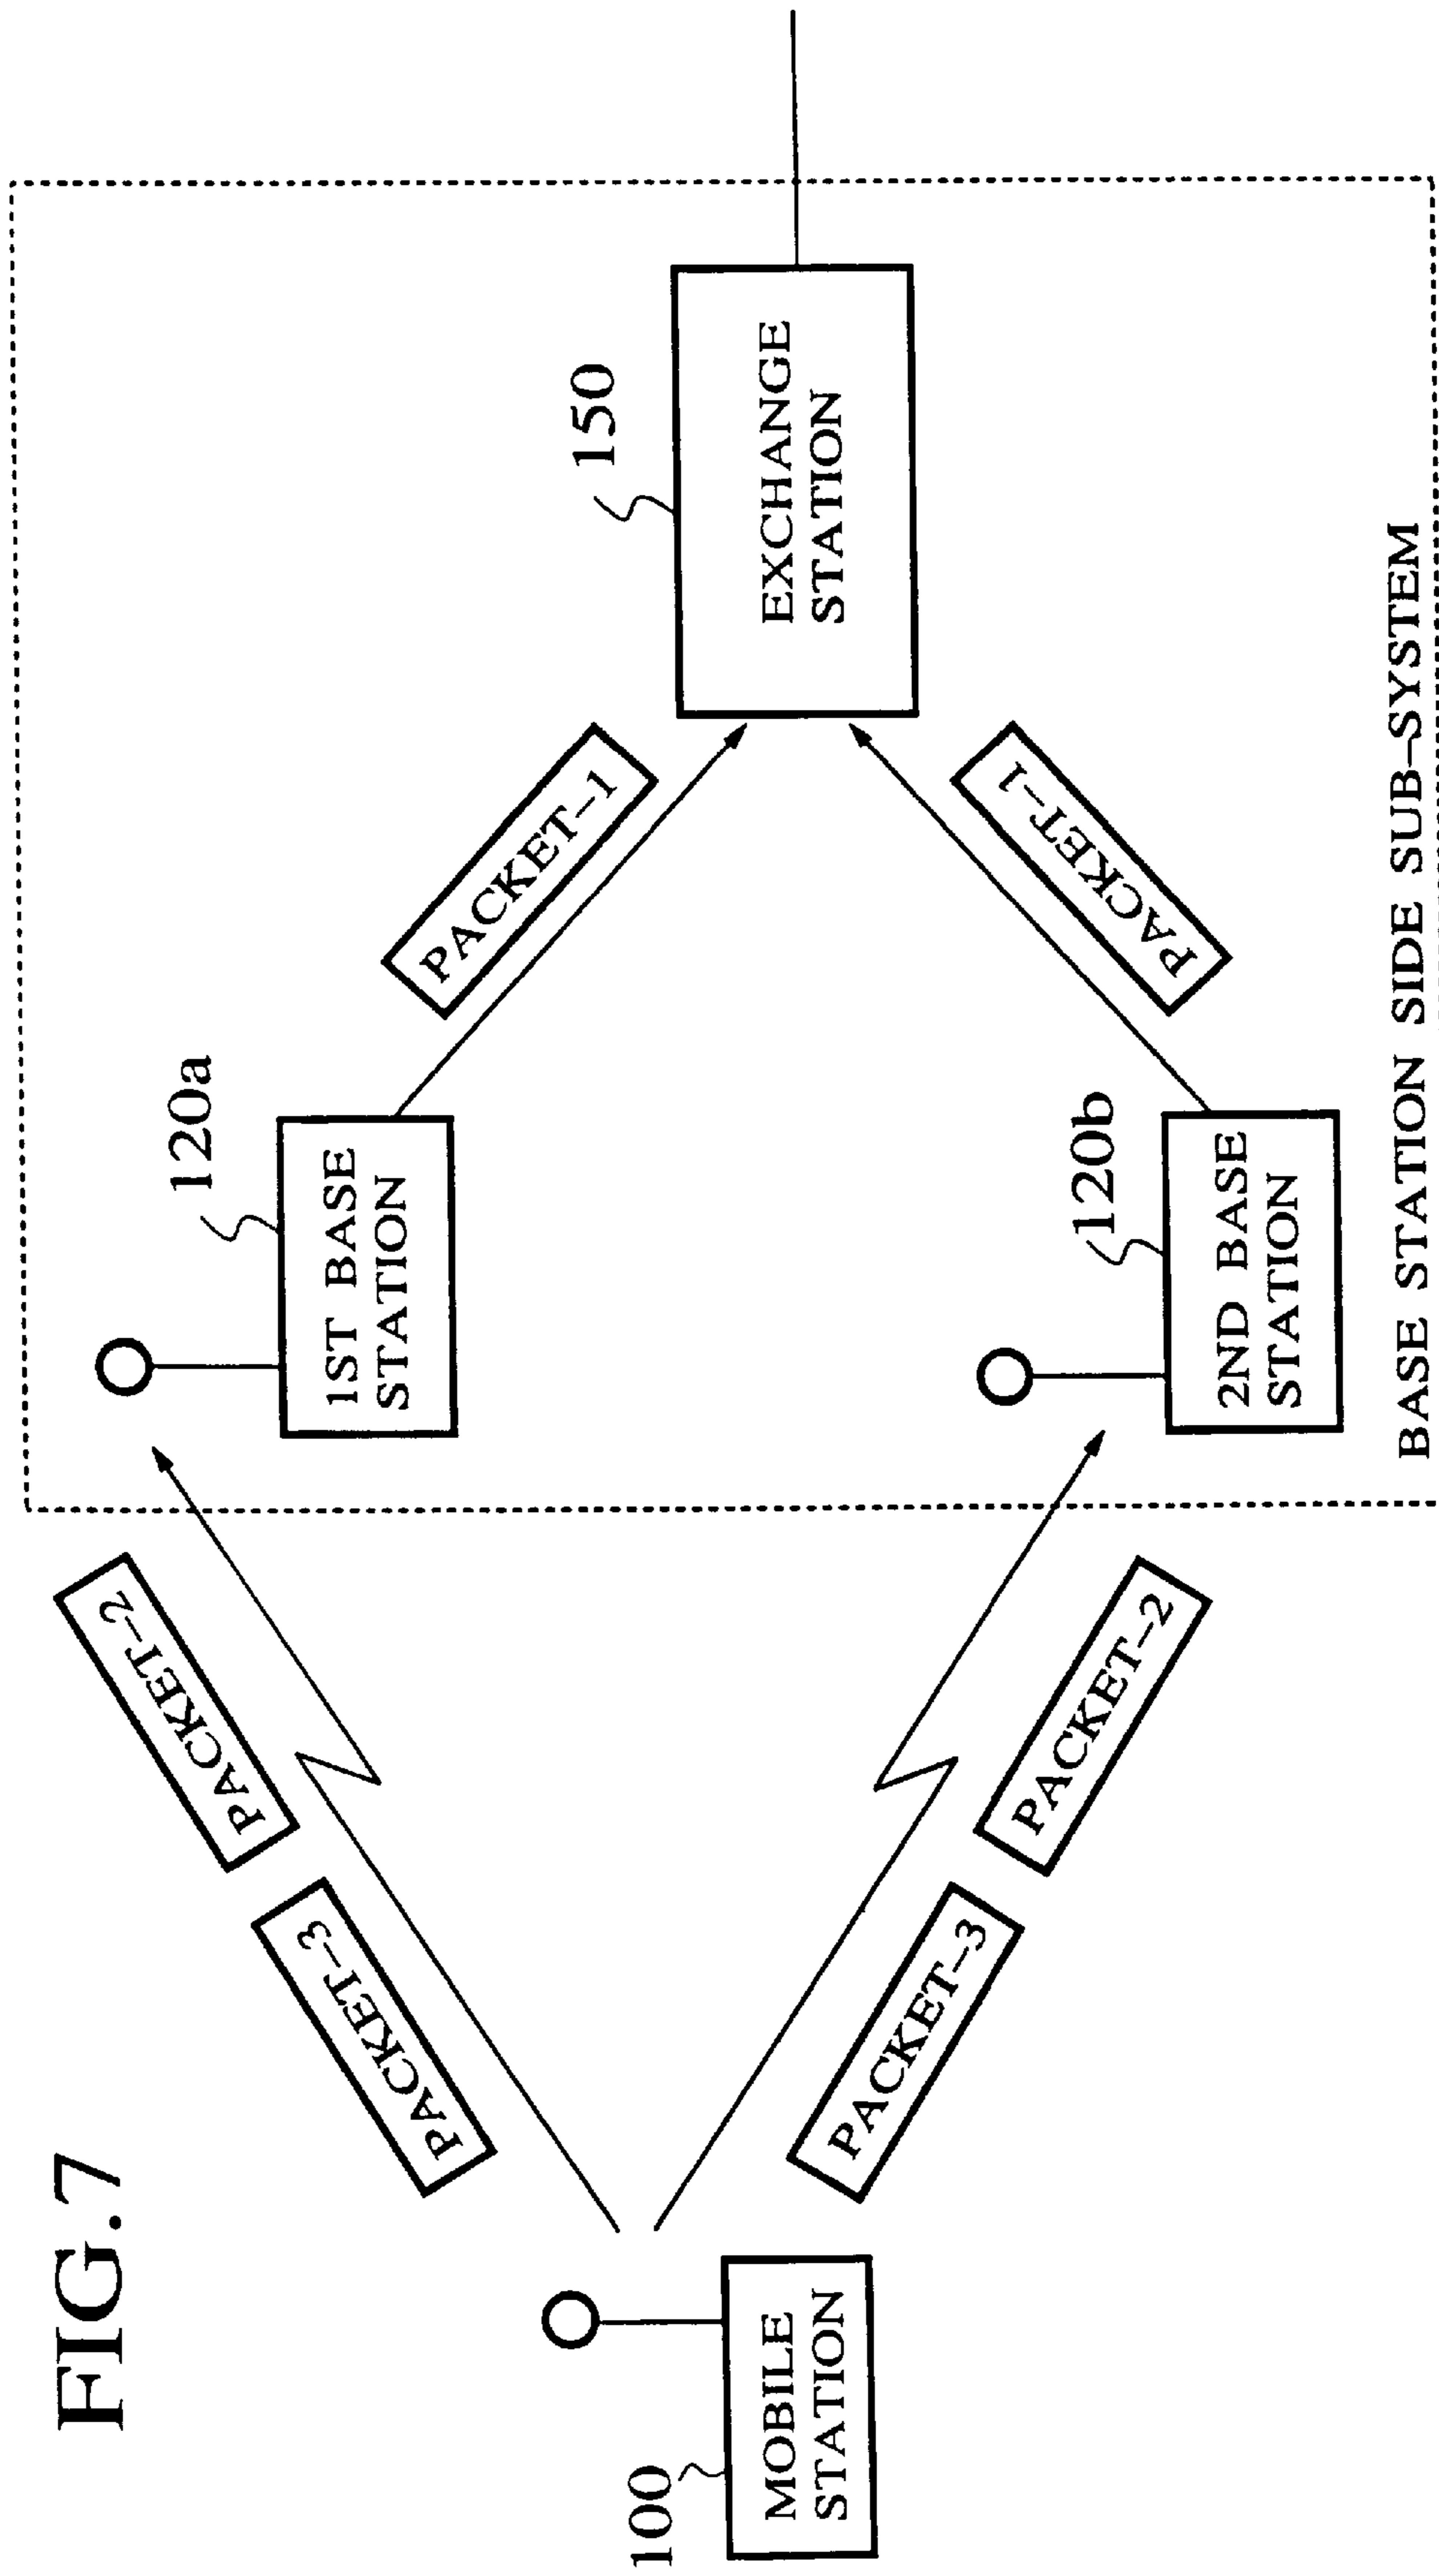 FIG.7
100
MOBILE
STATION
PACKET–3
PACKET–2
PACKET–3
PACKET–2
120a
1ST BASE
STATION
120b
2ND BASE
STATION
PACKET–1
PACKET–1
150
EXCHANGE
STATION
BASE STATION SIDE SUB–SYSTEM